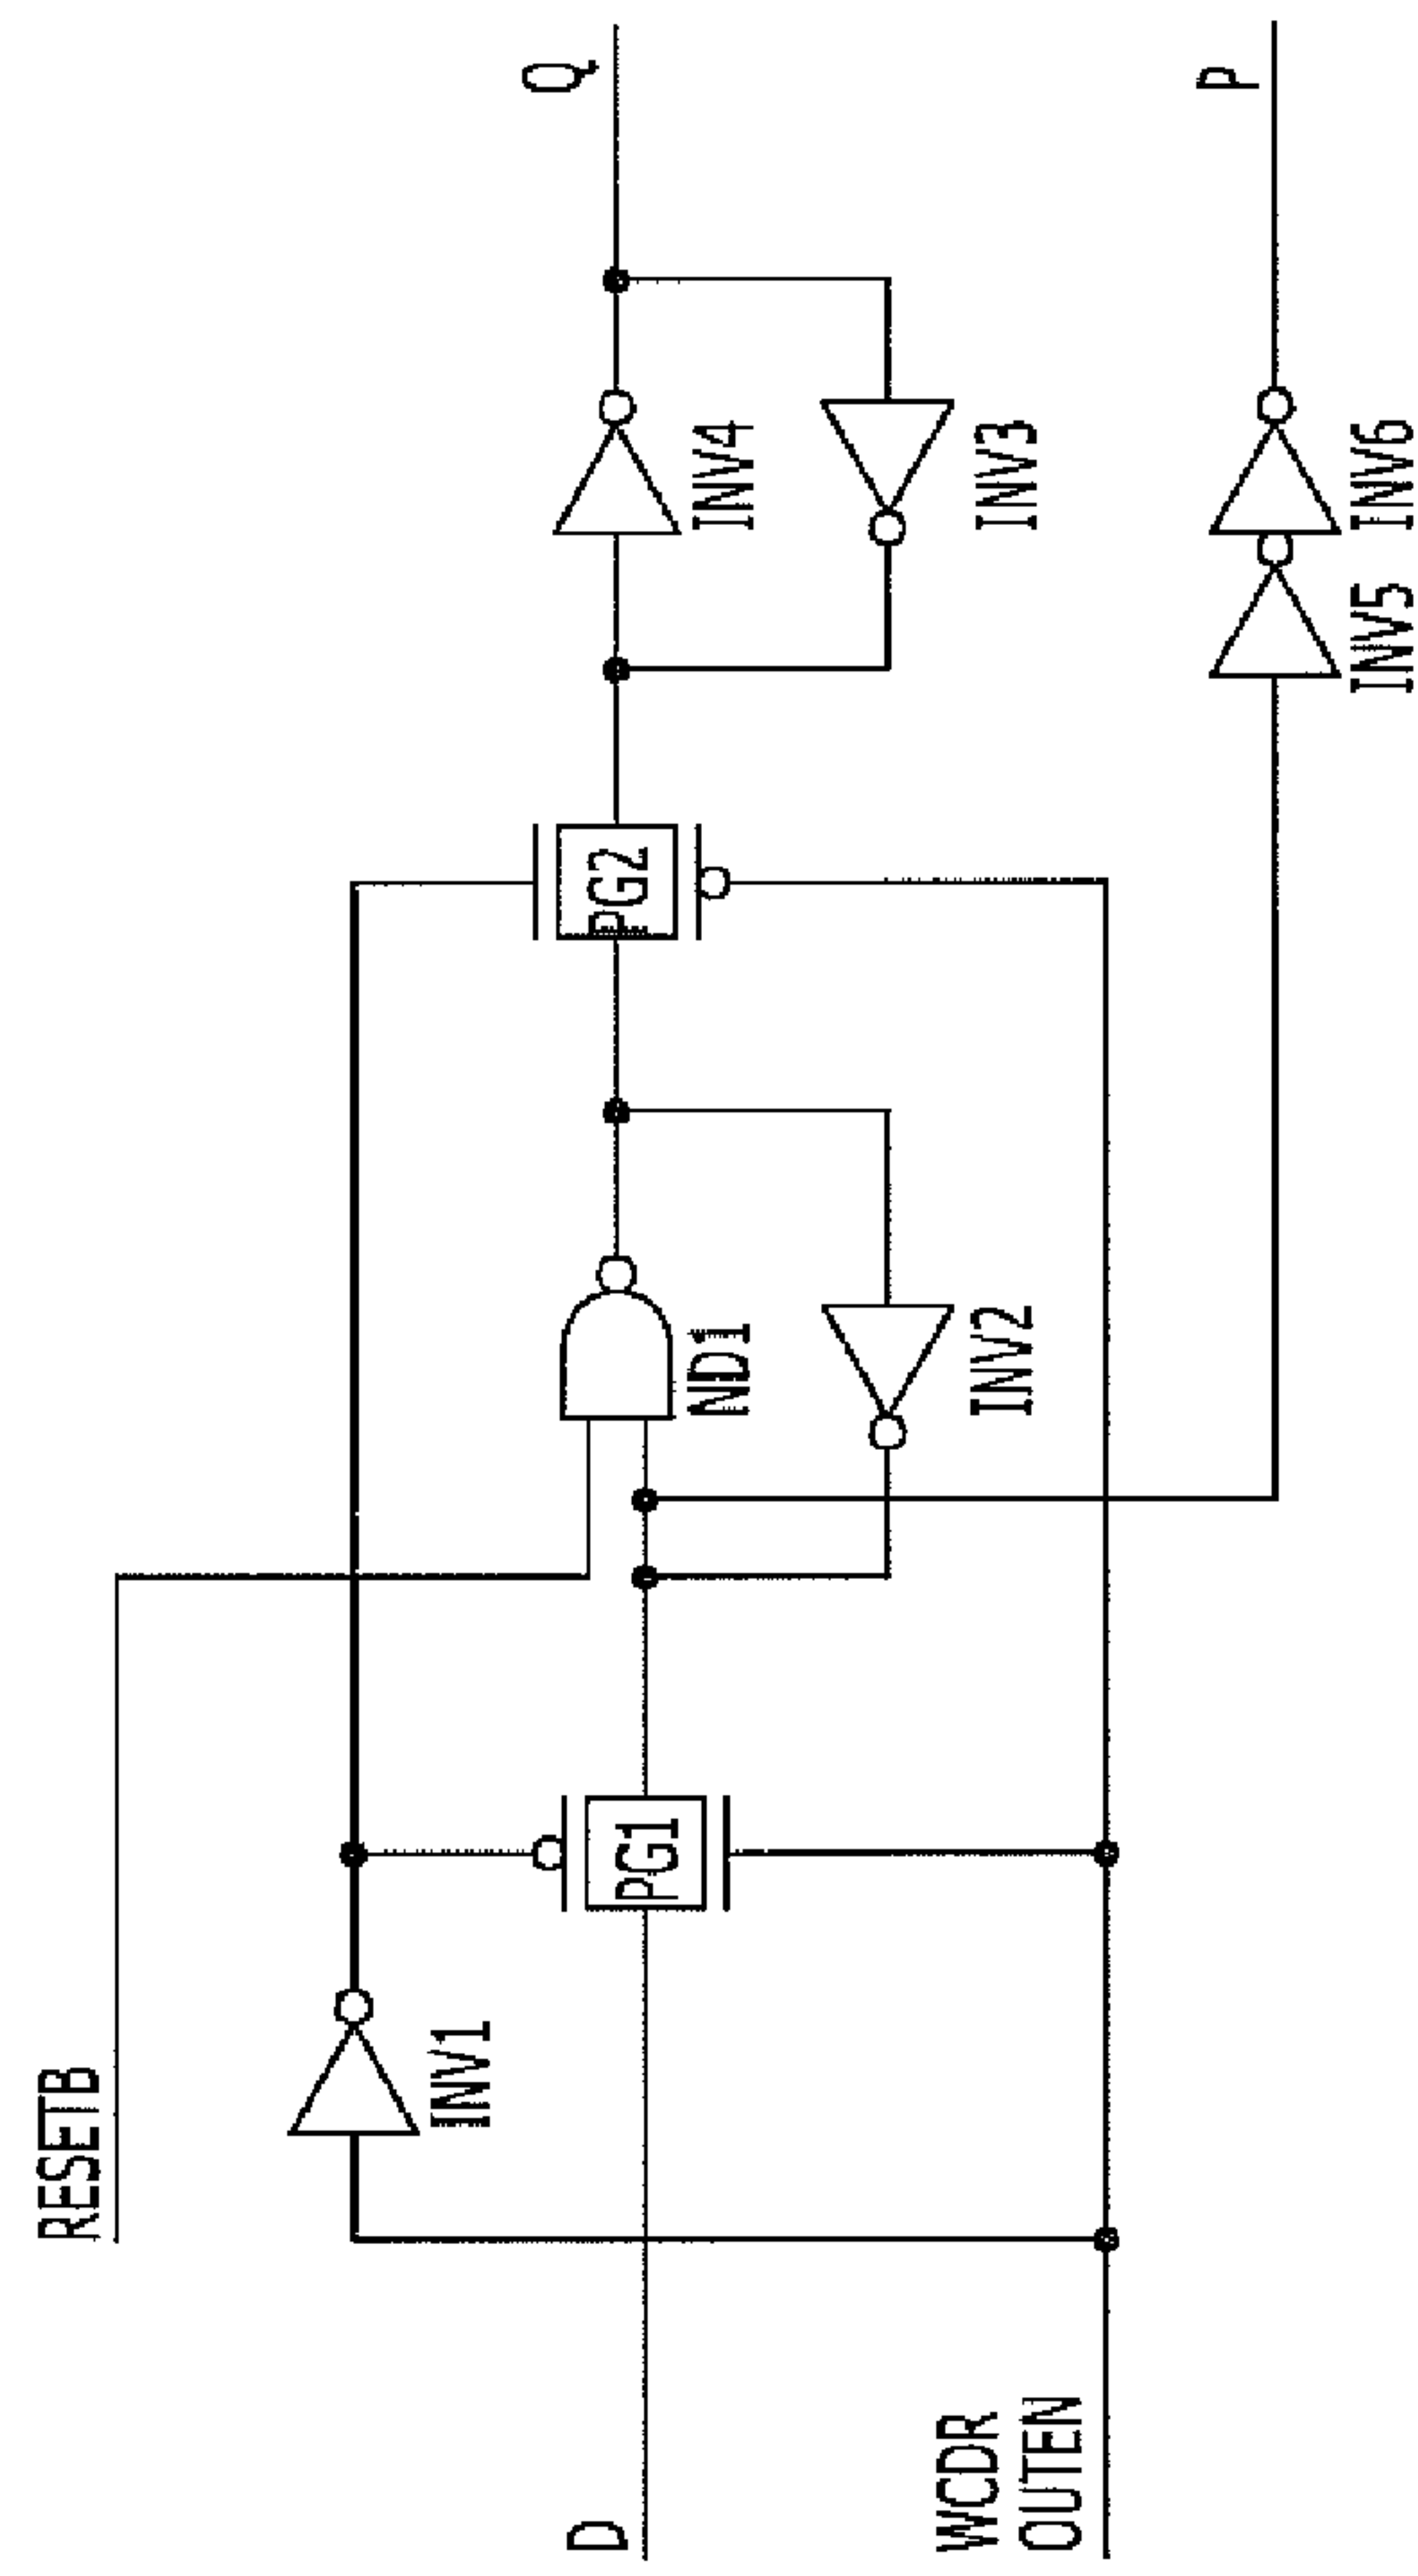 RESETB
INV1
D
PG1
WCDR
OUTEN
ND1
INV2
PG2
INV4
INV3
Q
INV5
INV6
P